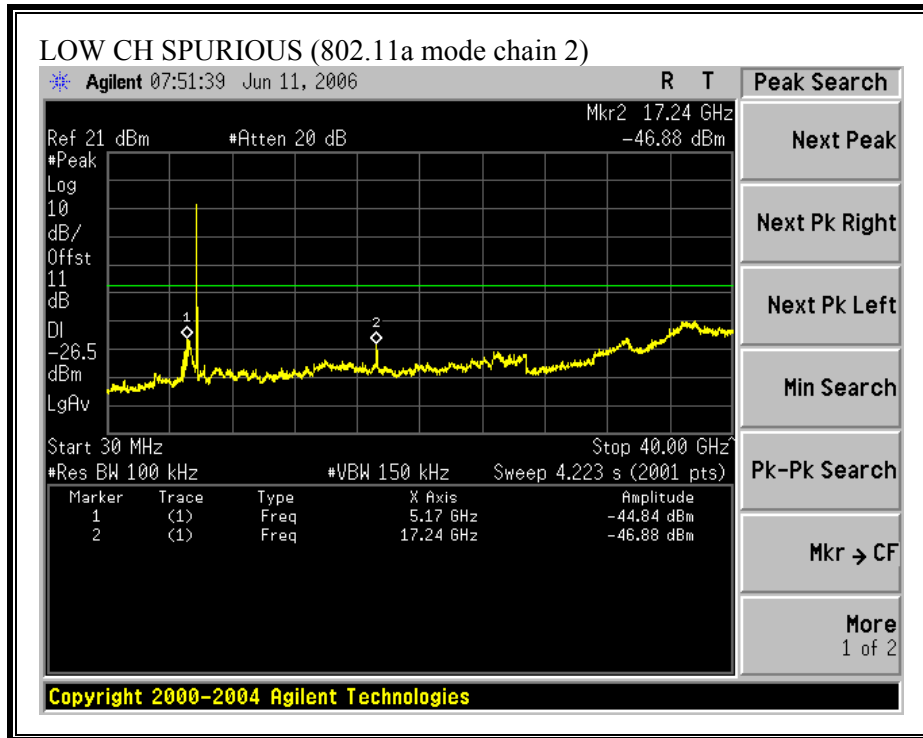 LOW CH SPURIOUS (802.11a mode chain 2)
Agilent 07:51:39 Jun 11, 2006 R T
Peak Search
Mkr2 17.24 GHz
Ref 21 dBm #Atten 20 dB -46.88 dBm
#Peak
Log
10
dB/
Offst
11
dB
DI
-26.5
dBm
LgAv
1
2
Start 30 MHz Stop 40.00 GHz^
#Res BW 100 kHz #VBW 150 kHz Sweep 4.223 s (2001 pts)
Marker Trace Type X Axis Amplitude
1 (1) Freq 5.17 GHz -44.84 dBm
2 (1) Freq 17.24 GHz -46.88 dBm
Next Peak
Next Pk Right
Next Pk Left
Min Search
Pk-Pk Search
Mkr → CF
More
1 of 2
Copyright 2000-2004 Agilent Technologies